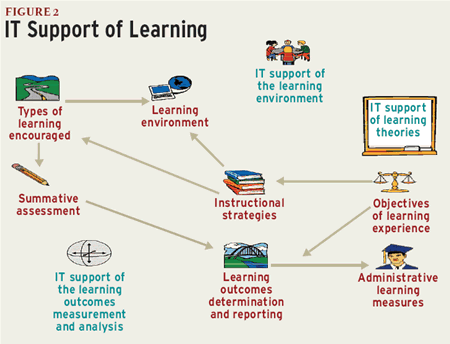 FIGURE 2
IT Support of Learning
IT support of
the learning
environment
IT support
of learning
theories
Types of
learning
encouraged
Learning
environment
Summative
assessment
Instructional
strategies
Objectives
of learning
experience
IT support of
the learning
outcomes
measurement
and analysis
Learning
outcomes
determination
and reporting
Administrative
learning
measures